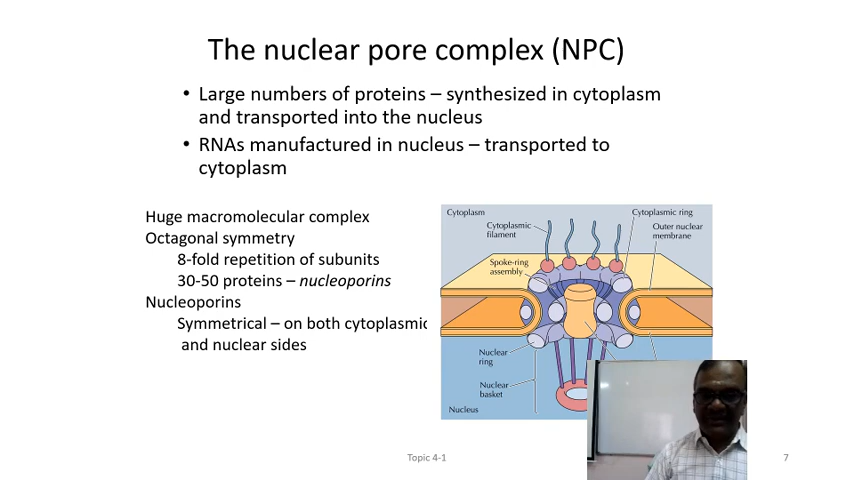 The nuclear pore complex (NPC)
• Large numbers of proteins – synthesized in cytoplasm
and transported into the nucleus
• RNAs manufactured in nucleus – transported to
cytoplasm
Huge macromolecular complex
Octagonal symmetry
8-fold repetition of subunits
30-50 proteins – nucleoporins
Nucleoporins
Symmetrical – on both cytoplasmic
and nuclear sides
Cytoplasm
Cytoplasmic
filament
Cytoplasmic ring
Outer nuclear
membrane
Spoke-ring
assembly
Nuclear
ring
Nuclear
basket
Nucleus
Topic 4-1
7